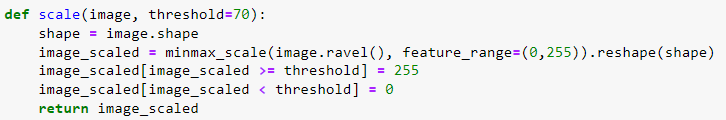 def scale(image, threshold=70):
    shape = image.shape
    image_scaled = minmax_scale(image.ravel(), feature_range=(0,255)).reshape(shape)
    image_scaled[image_scaled >= threshold] = 255
    image_scaled[image_scaled < threshold] = 0
    return image_scaled